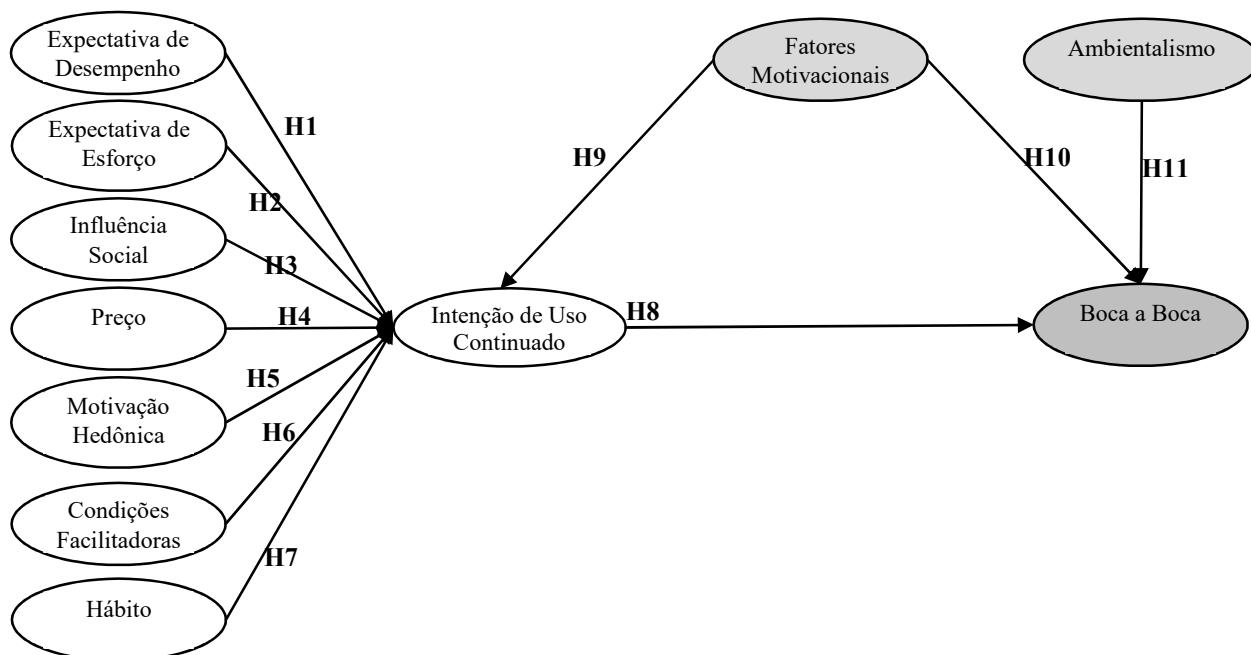 Expectativa de
Desempenho
H1
Expectativa de
Esforço
H2
Influência
Social
H3
Preço
H4
Motivação
Hedônica
H5
Condições
Facilitadoras
H6
Hábito
H7
Intenção de Uso
Continuado
H8
Fatores
Motivacionais
H9
H10
Ambientalismo
H11
Boca a Boca